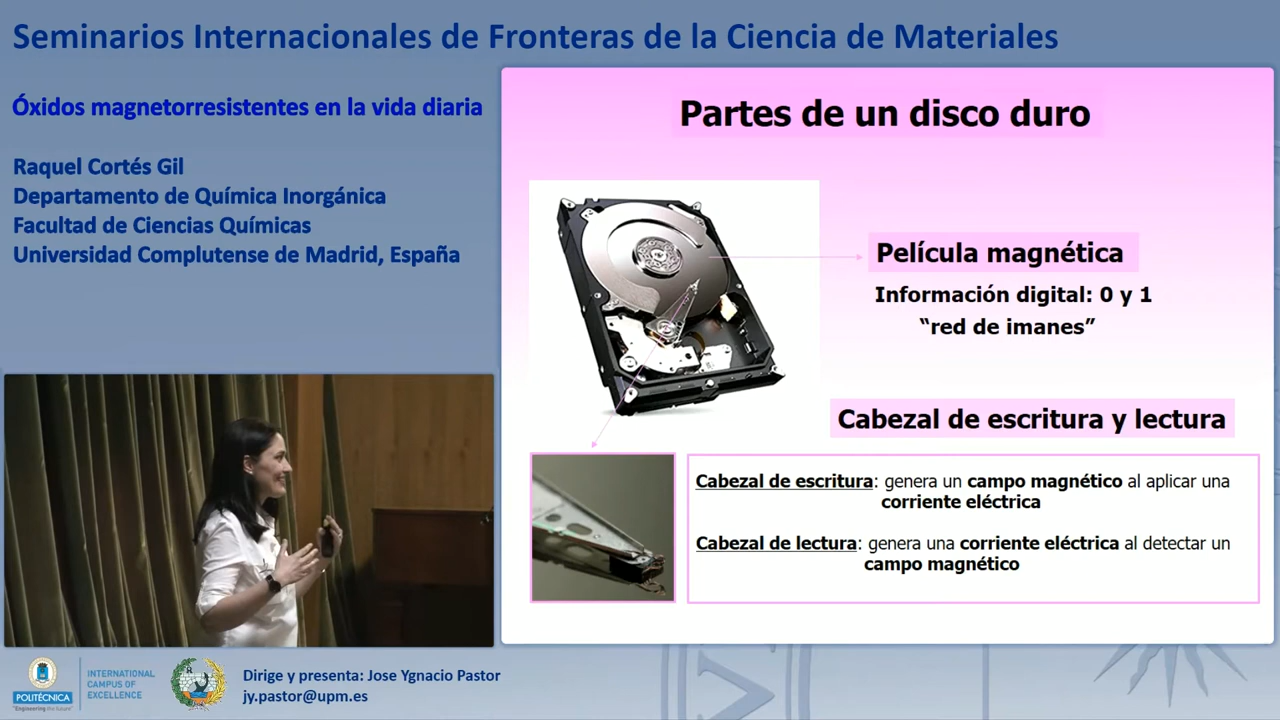 Seminarios Internacionales de Fronteras de la Ciencia de Materiales
Óxidos magnetorresistentes en la vida diaria
Raquel Cortés Gil
Departamento de Química Inorgánica
Facultad de Ciencias Químicas
Universidad Complutense de Madrid, España
Partes de un disco duro
Película magnética
Información digital: 0 y 1
“red de imanes”
Cabezal de escritura y lectura
Cabezal de escritura: genera un campo magnético al aplicar una
corriente eléctrica
Cabezal de lectura: genera una corriente eléctrica al detectar un
campo magnético
POLITÉCNICA
"Engineering the future"
INTERNATIONAL
CAMPUS OF
EXCELLENCE
Dirige y presenta: Jose Ygnacio Pastor
jy.pastor@upm.es